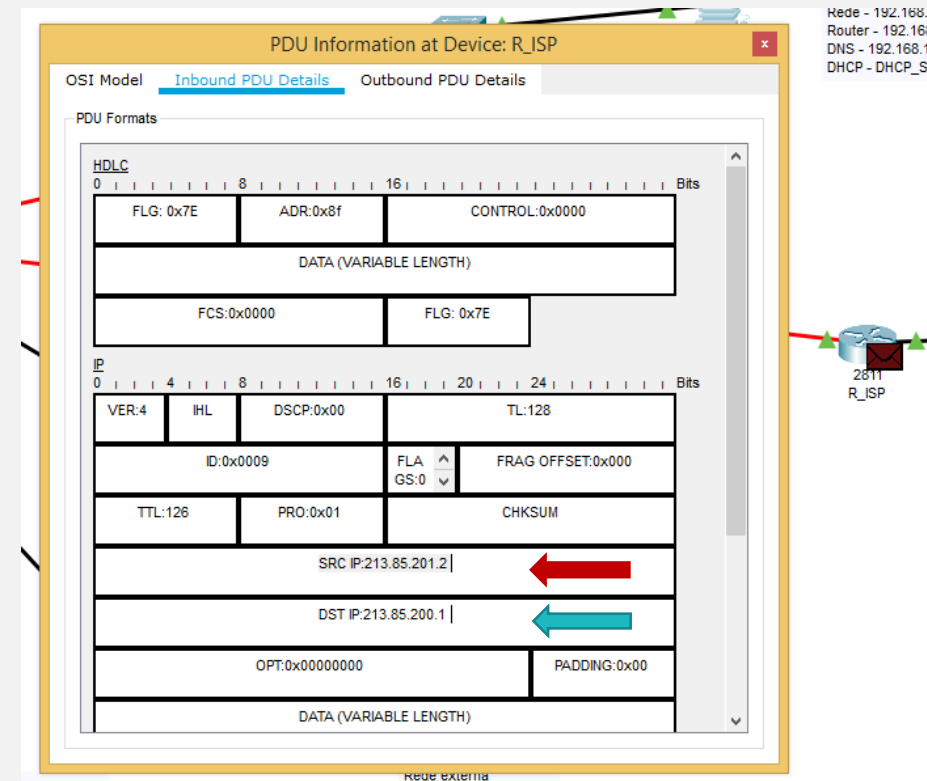 Rede - 192.168.
Router - 192.168
DNS - 192.168.1
DHCP - DHCP_S
PDU Information at Device: R_ISP
x
OSI Model Inbound PDU Details Outbound PDU Details
PDU Formats
HDLC
0 8 16 Bits
FLG: 0x7E ADR:0x8f CONTROL:0x0000
DATA (VARIABLE LENGTH)
FCS:0x0000 FLG: 0x7E
IP
0 4 8 16 20 24 Bits
VER:4 IHL DSCP:0x00 TL:128
ID:0x0009 FLA
GS:0 FRAG OFFSET:0x000
TTL:126 PRO:0x01 CHKSUM
SRC IP:213.85.201.2
DST IP:213.85.200.1
OPT:0x00000000 PADDING:0x00
DATA (VARIABLE LENGTH)
2811
R_ISP
Rede externa